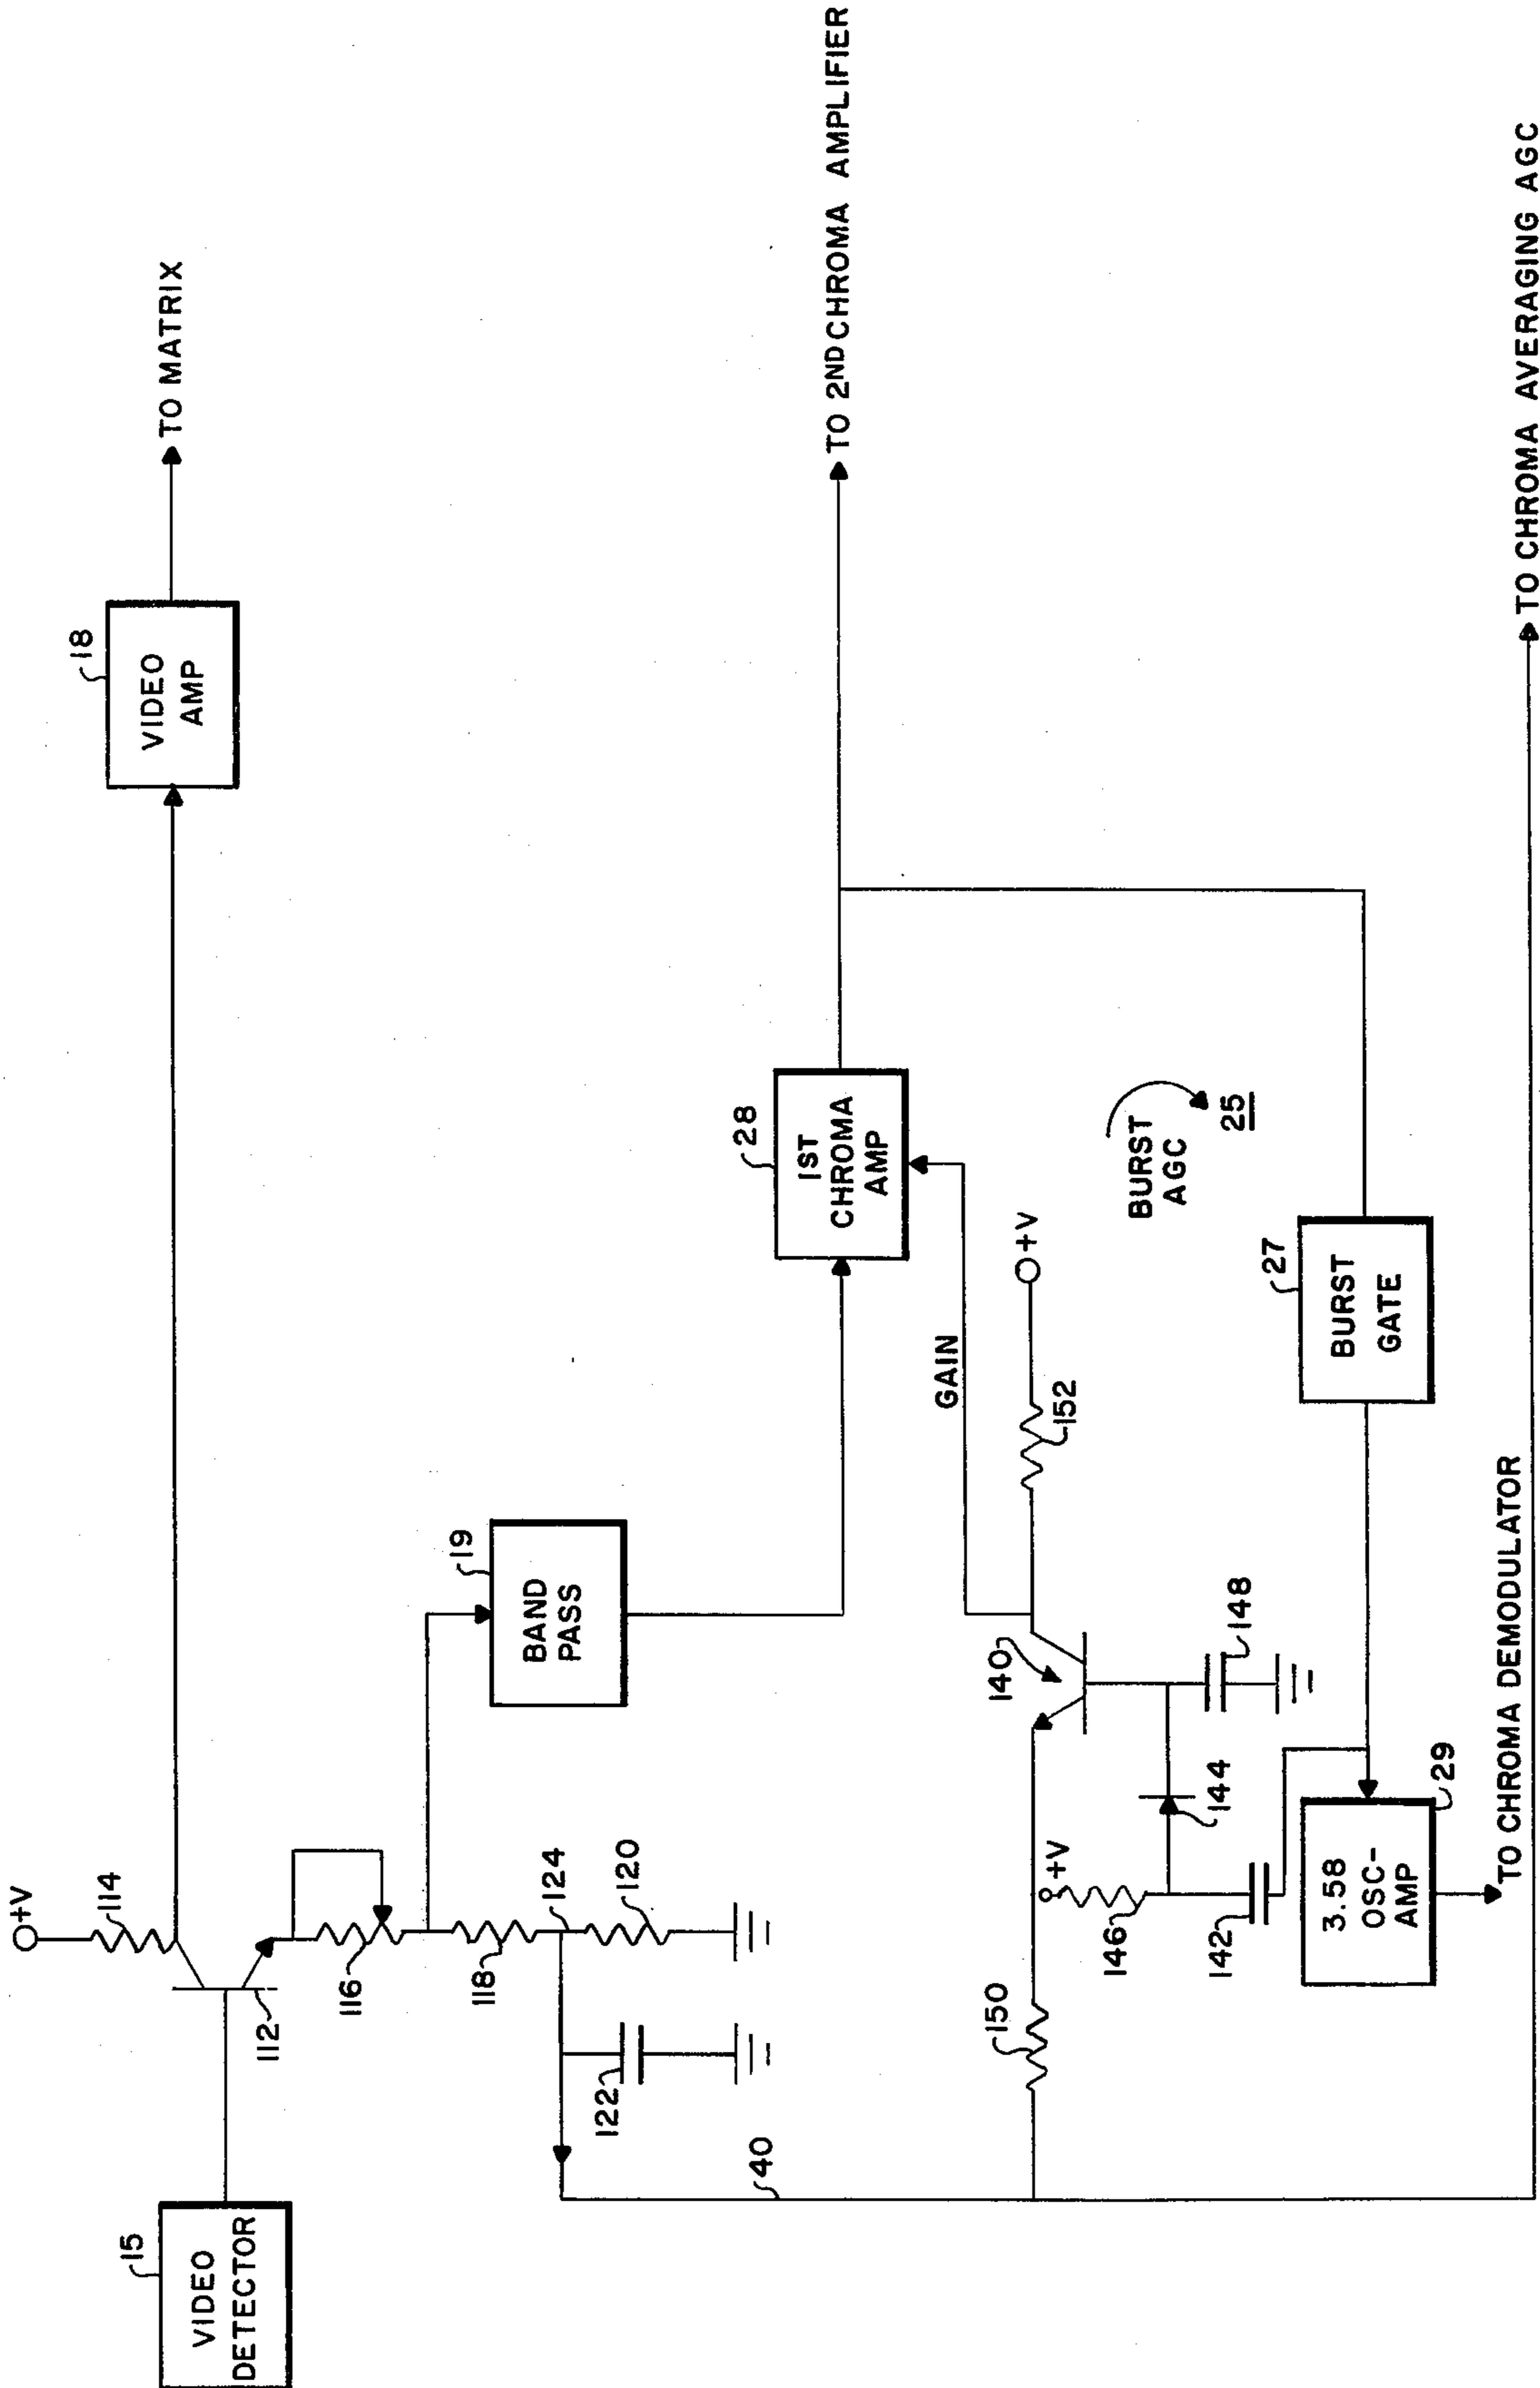 15
VIDEO
DETECTOR
+V
114
112
116
118
124
120
122
40
18
VIDEO
AMP
TO MATRIX
19
BAND
PASS
28
1ST
CHROMA
AMP
TO 2ND CHROMA AMPLIFIER
GAIN
+V
152
140
150
+V
146
144
148
142
BURST
AGC
25
27
BURST
GATE
3.58
OSC-
AMP
29
TO CHROMA DEMODULATOR
TO CHROMA AVERAGING AGC